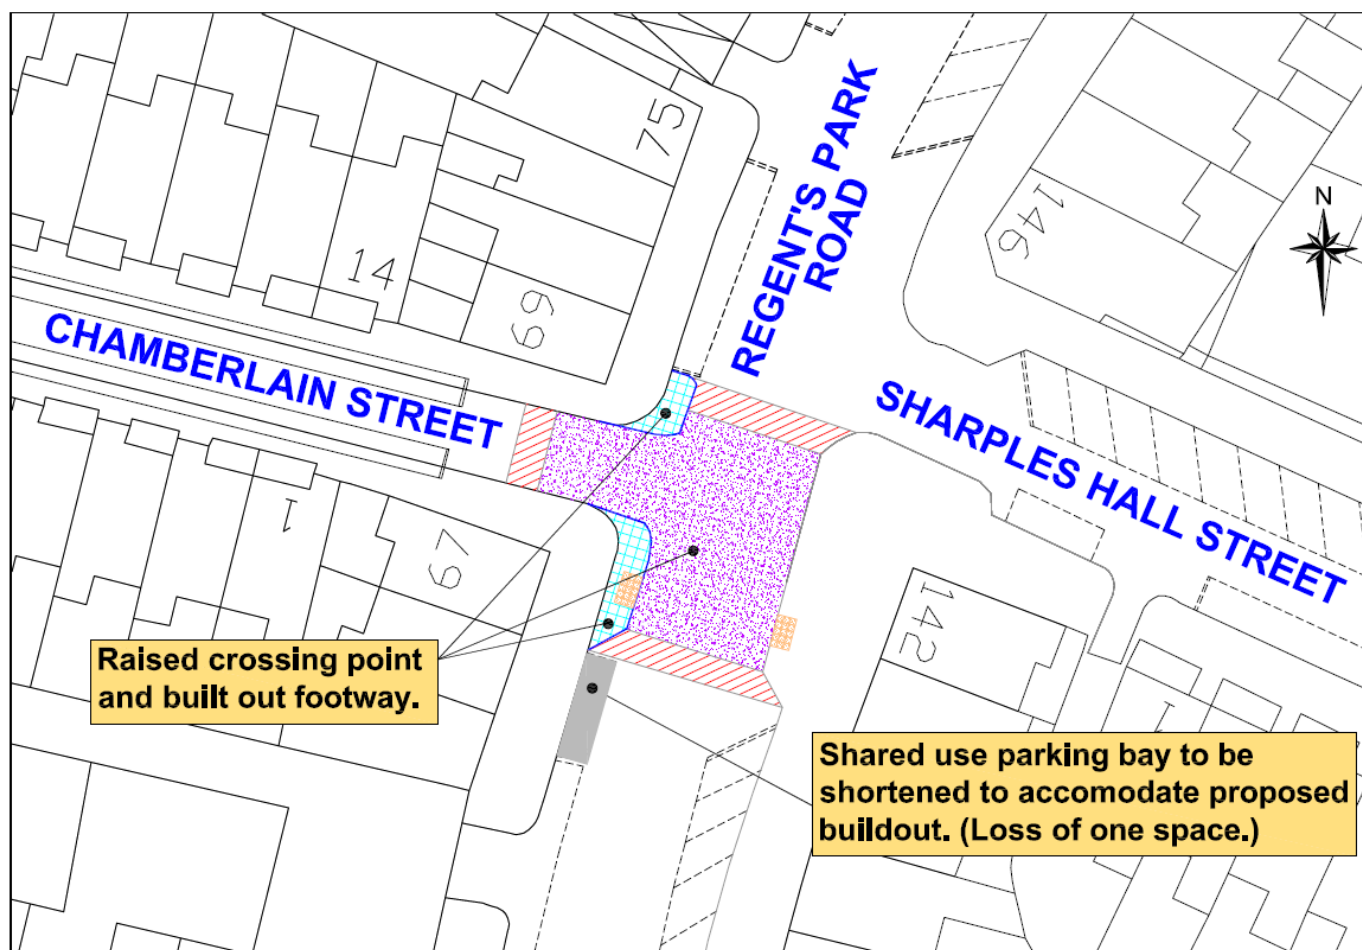 75
REGENT'S PARK
ROAD
146
N
14
69
CHAMBERLAIN STREET
SHARPLES HALL STREET
1
67
142
1
Raised crossing point
and built out footway.
Shared use parking bay to be
shortened to accomodate proposed
buildout. (Loss of one space.)